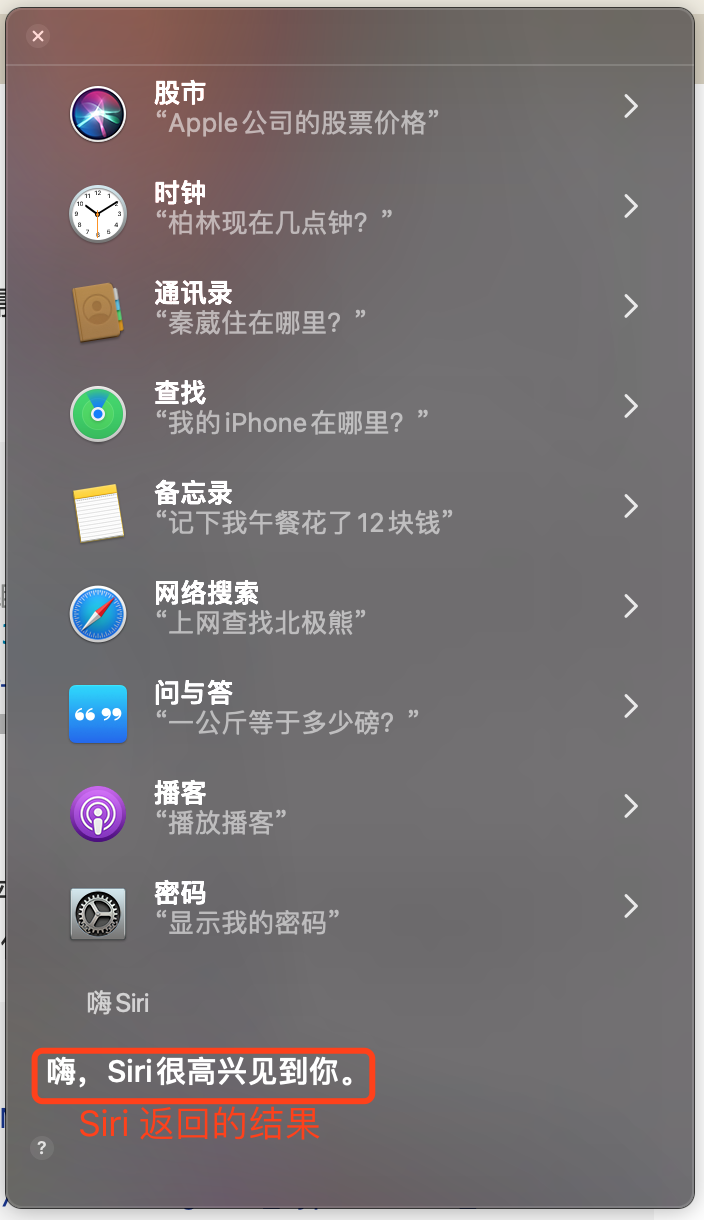 股市
“Apple公司的股票价格”
时钟
“柏林现在几点钟？”
通讯录
“秦葳住在哪里？”
查找
“我的iPhone在哪里？”
备忘录
“记下我午餐花了12块钱”
网络搜索
“上网查找北极熊”
问与答
“一公斤等于多少磅？”
播客
“播放播客”
密码
“显示我的密码”
嗨Siri
嗨，Siri很高兴见到你。
Siri 返回的结果
?